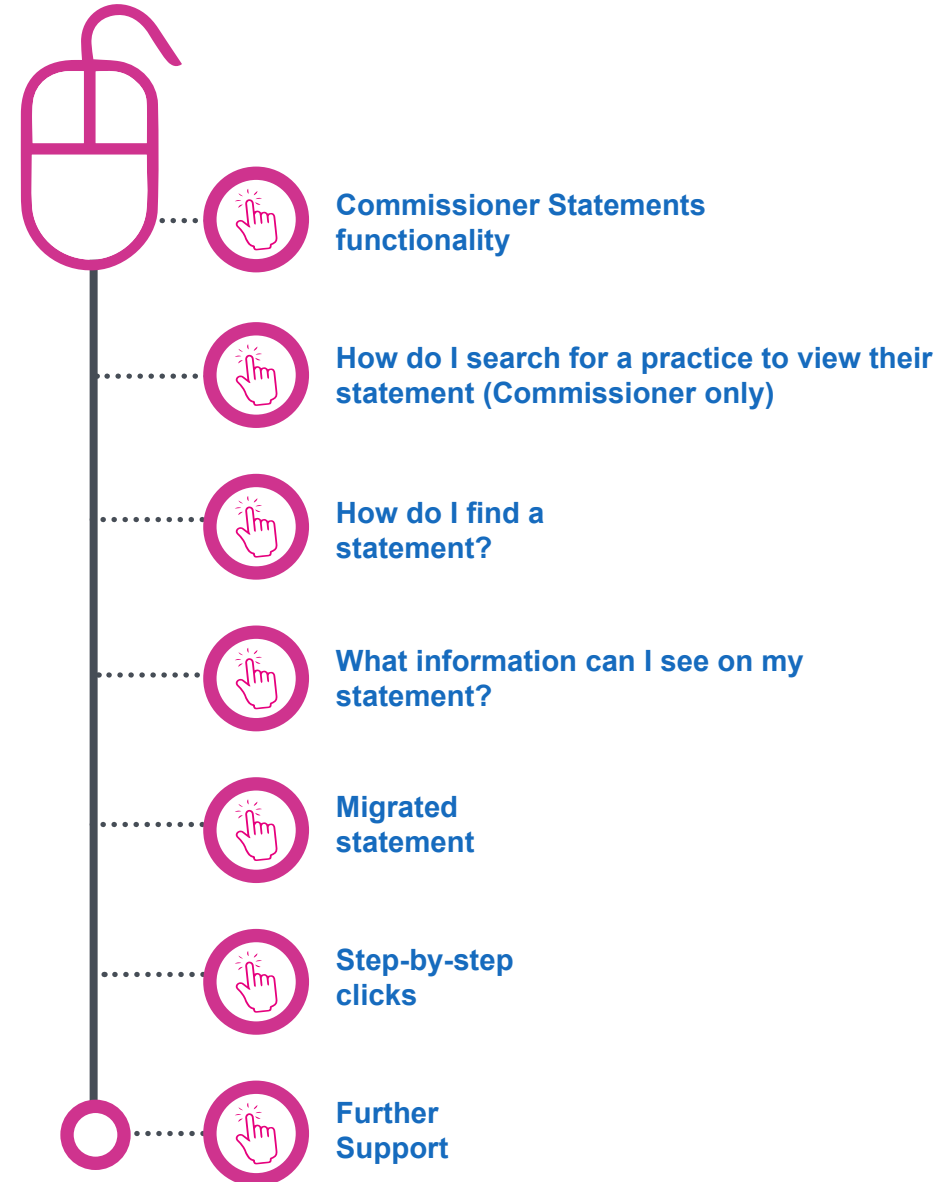 Commissioner Statements
functionality
How do I search for a practice to view their
statement (Commissioner only)
How do I find a
statement?
What information can I see on my
statement?
Migrated
statement
Step-by-step
clicks
Further
Support